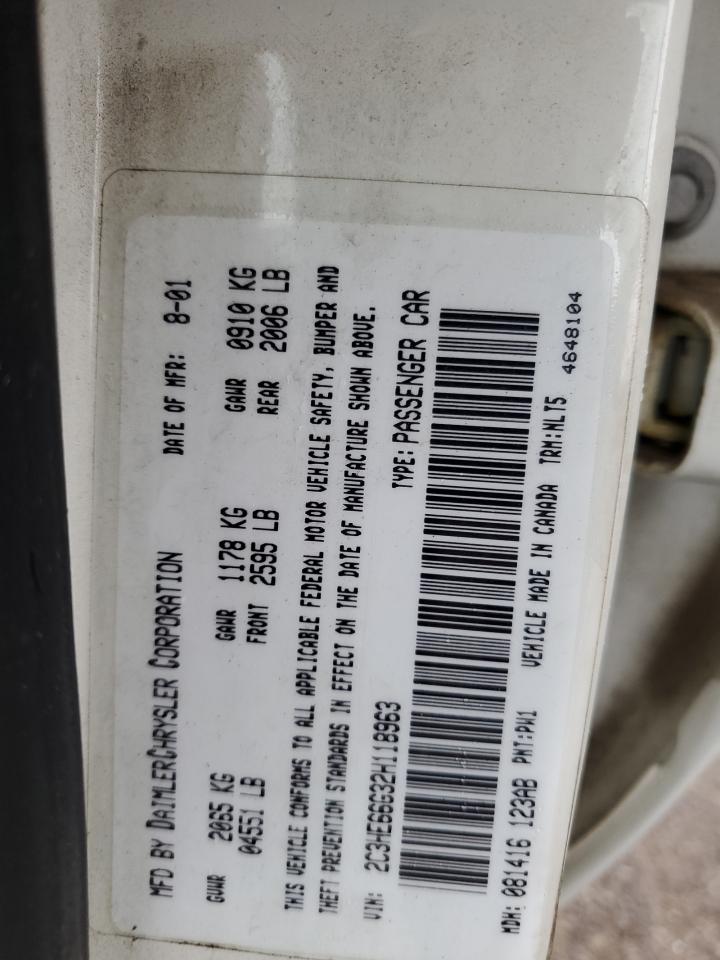 MFD BY DAIMLERCHRYSLER CORPORATION DATE OF MFR: 8-01
GVWR 2065 KG GAWR 1178 KG GAWR 0910 KG
04551 LB FRONT 2595 LB REAR 2006 LB
THIS VEHICLE CONFORMS TO ALL APPLICABLE FEDERAL MOTOR VEHICLE SAFETY, BUMPER AND
THEFT PREVENTION STANDARDS IN EFFECT ON THE DATE OF MANUFACTURE SHOWN ABOVE.
VIN: 2C3HE66G32H118963 TYPE: PASSENGER CAR
MDH: 081416 123AB PNT:PW1 VEHICLE MADE IN CANADA TRM:NLT5
4648104